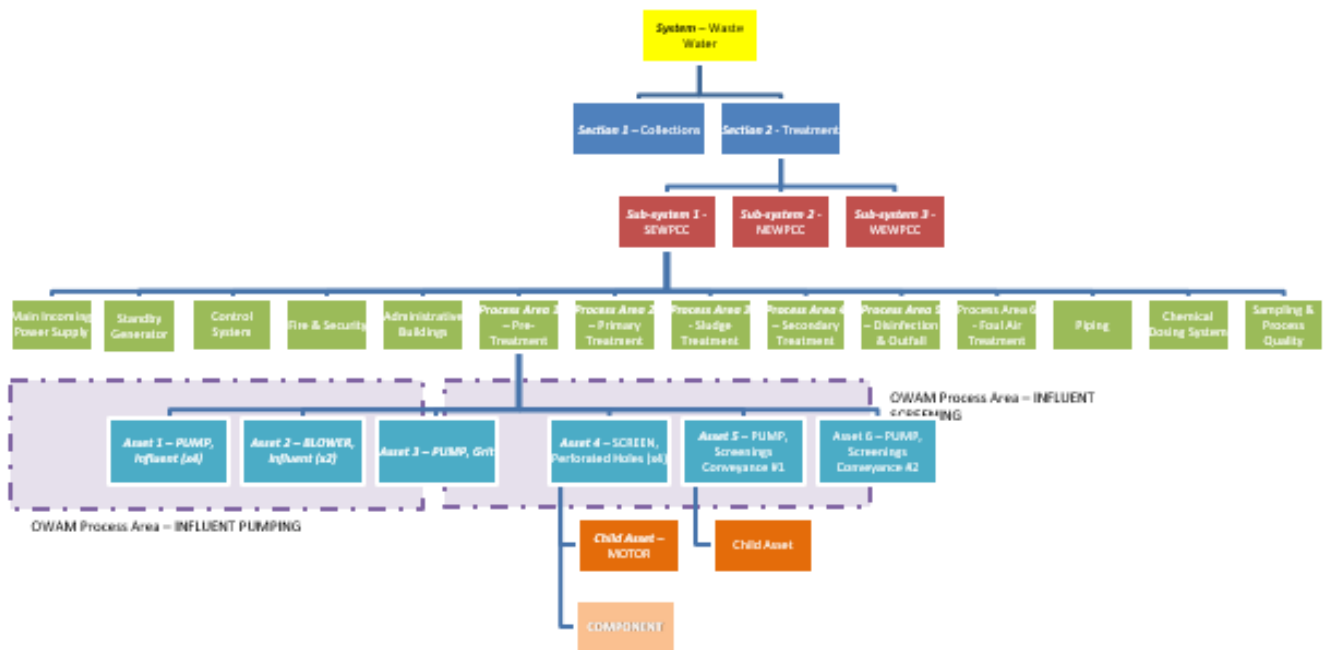 System – Waste
Water
Section 1 – Collections
Section 2 - Treatment
Sub-system 1 -
SEWPCC
Sub-system 2 -
NEWPCC
Sub-system 3 -
WEWPCC
Main Incoming
Power Supply
Standby
Generator
Control
System
Fire & Security
Administrative
Buildings
Process Area 1
– Pre-
Treatment
Process Area 2
– Primary
Treatment
Process Area 3
- Sludge
Treatment
Process Area 4
– Secondary
Treatment
Process Area 5
– Disinfection
& Outfall
Process Area 6
- Foul Air
Treatment
Piping
Chemical
Dosing System
Sampling &
Process
Quality
OWAM Process Area – INFLUENT
SCREENING
Asset 1 – PUMP,
Influent (x4)
Asset 2 – BLOWER,
Influent (x2)
Asset 3 – PUMP, Grit
Asset 4 – SCREEN,
Perforated Holes (x4)
Asset 5 – PUMP,
Screenings
Conveyance #1
Asset 6 – PUMP,
Screenings
Conveyance #2
OWAM Process Area – INFLUENT PUMPING
Child Asset –
MOTOR
Child Asset
COMPONENT